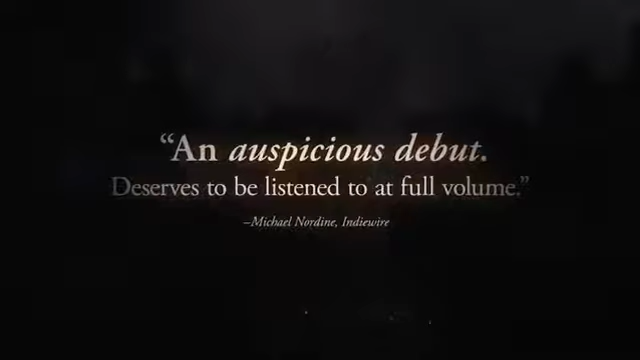 “An auspicious debut.
Deserves to be listened to at full volume.”
–Michael Nordine, Indiewire